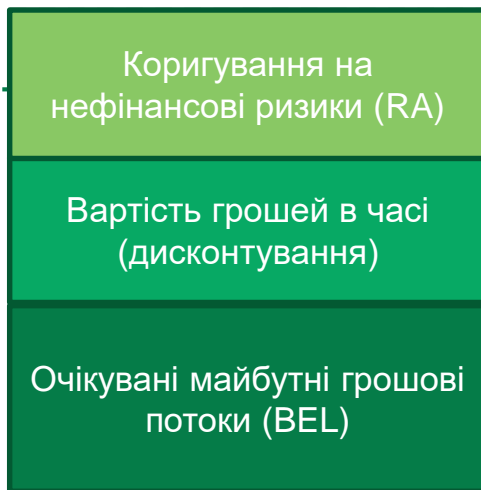 Коригування на
нефінансові ризики (RA)
Вартість грошей в часі
(дисконтування)
Очікувані майбутні грошові
потоки (BEL)